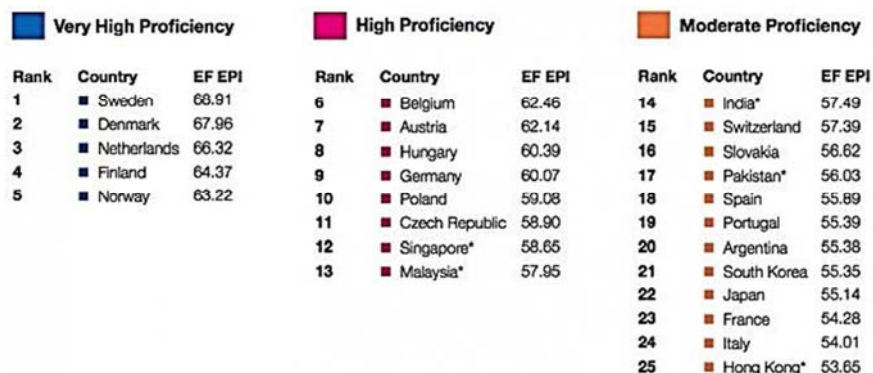 Very High Proficiency
Rank Country EF EPI
1 Sweden 68.91
2 Denmark 67.96
3 Netherlands 66.32
4 Finland 64.37
5 Norway 63.22
High Proficiency
Rank Country EF EPI
6 Belgium 62.46
7 Austria 62.14
8 Hungary 60.39
9 Germany 60.07
10 Poland 59.08
11 Czech Republic 58.90
12 Singapore* 58.65
13 Malaysia* 57.95
Moderate Proficiency
Rank Country EF EPI
14 India* 57.49
15 Switzerland 57.39
16 Slovakia 56.62
17 Pakistan* 56.03
18 Spain 55.89
19 Portugal 55.39
20 Argentina 55.38
21 South Korea 55.35
22 Japan 55.14
23 France 54.28
24 Italy 54.01
25 Hong Kong* 53.65